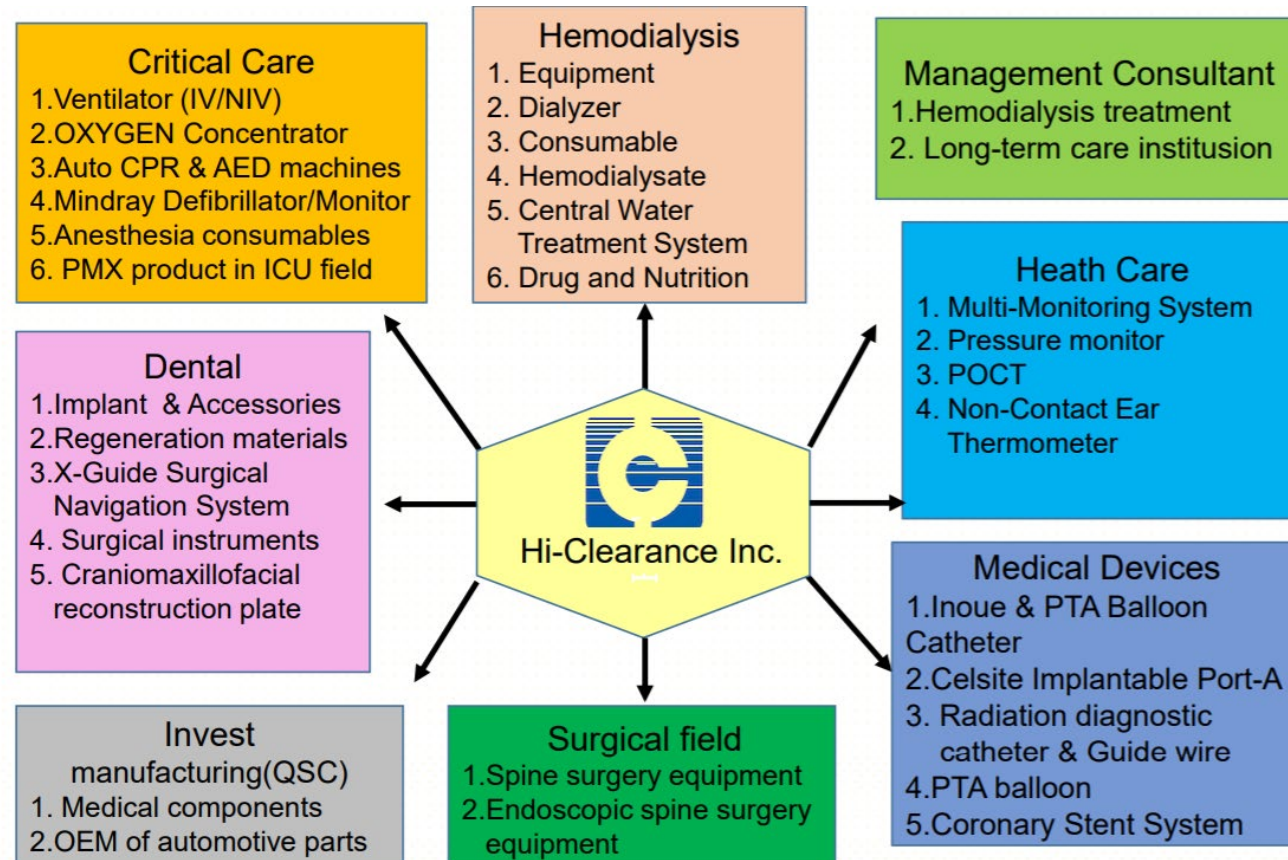 Critical Care
1.Ventilator (IV/NIV)
2.OXYGEN Concentrator
3.Auto CPR & AED machines
4.Mindray Defibrillator/Monitor
5.Anesthesia consumables
6. PMX product in ICU field
Hemodialysis
1. Equipment
2. Dialyzer
3. Consumable
4. Hemodialysate
5. Central Water
Treatment System
6. Drug and Nutrition
Management Consultant
1.Hemodialysis treatment
2. Long-term care institusion
Heath Care
1. Multi-Monitoring System
2. Pressure monitor
3. POCT
4. Non-Contact Ear
Thermometer
Dental
1.Implant & Accessories
2.Regeneration materials
3.X-Guide Surgical
Navigation System
4. Surgical instruments
5. Craniomaxillofacial
reconstruction plate
Hi-Clearance Inc.
Medical Devices
1.Inoue & PTA Balloon
Catheter
2.Celsite Implantable Port-A
3. Radiation diagnostic
catheter & Guide wire
4.PTA balloon
5.Coronary Stent System
Invest
manufacturing(QSC)
1. Medical components
2.OEM of automotive parts
Surgical field
1.Spine surgery equipment
2.Endoscopic spine surgery
equipment